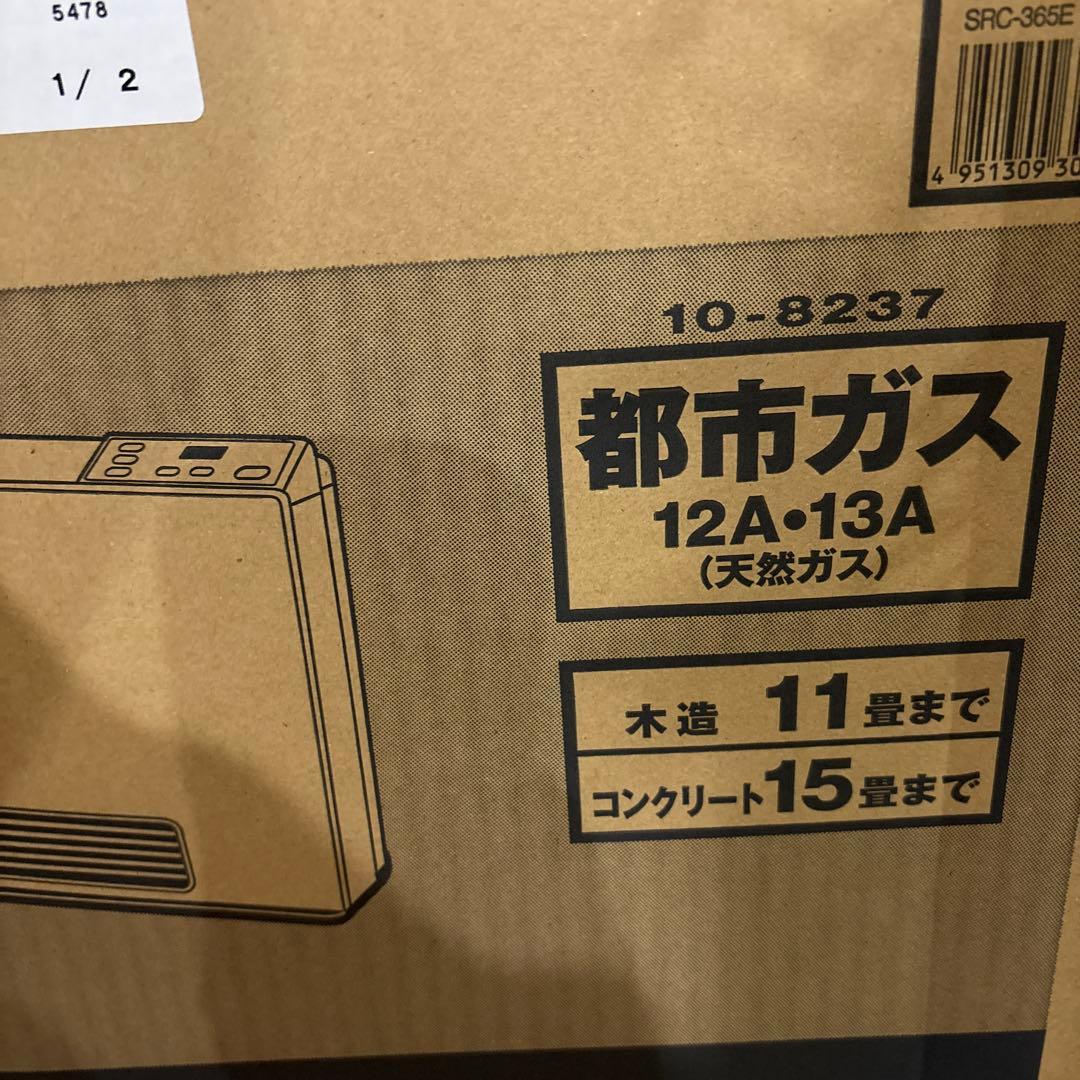 5478
1/ 2
SRC-365E
4 951309 30
10-8237
都市ガス
12A・13A
(天然ガス)
木造 11畳まで
コンクリート15畳まで